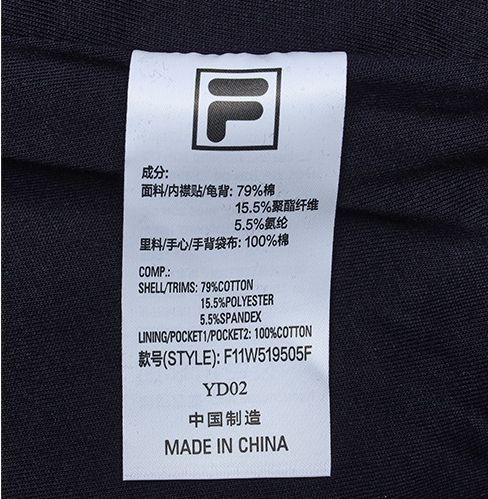 F
成分:
面料/内襟贴/龟背: 79%棉
15.5%聚酯纤维
5.5%氨纶
里料/手心/手背袋布: 100%棉
COMP.:
SHELL/TRIMS: 79%COTTON
15.5%POLYESTER
5.5%SPANDEX
LINING/POCKET1/POCKET2: 100%COTTON
款号(STYLE): F11W519505F
YD02
中国制造
MADE IN CHINA